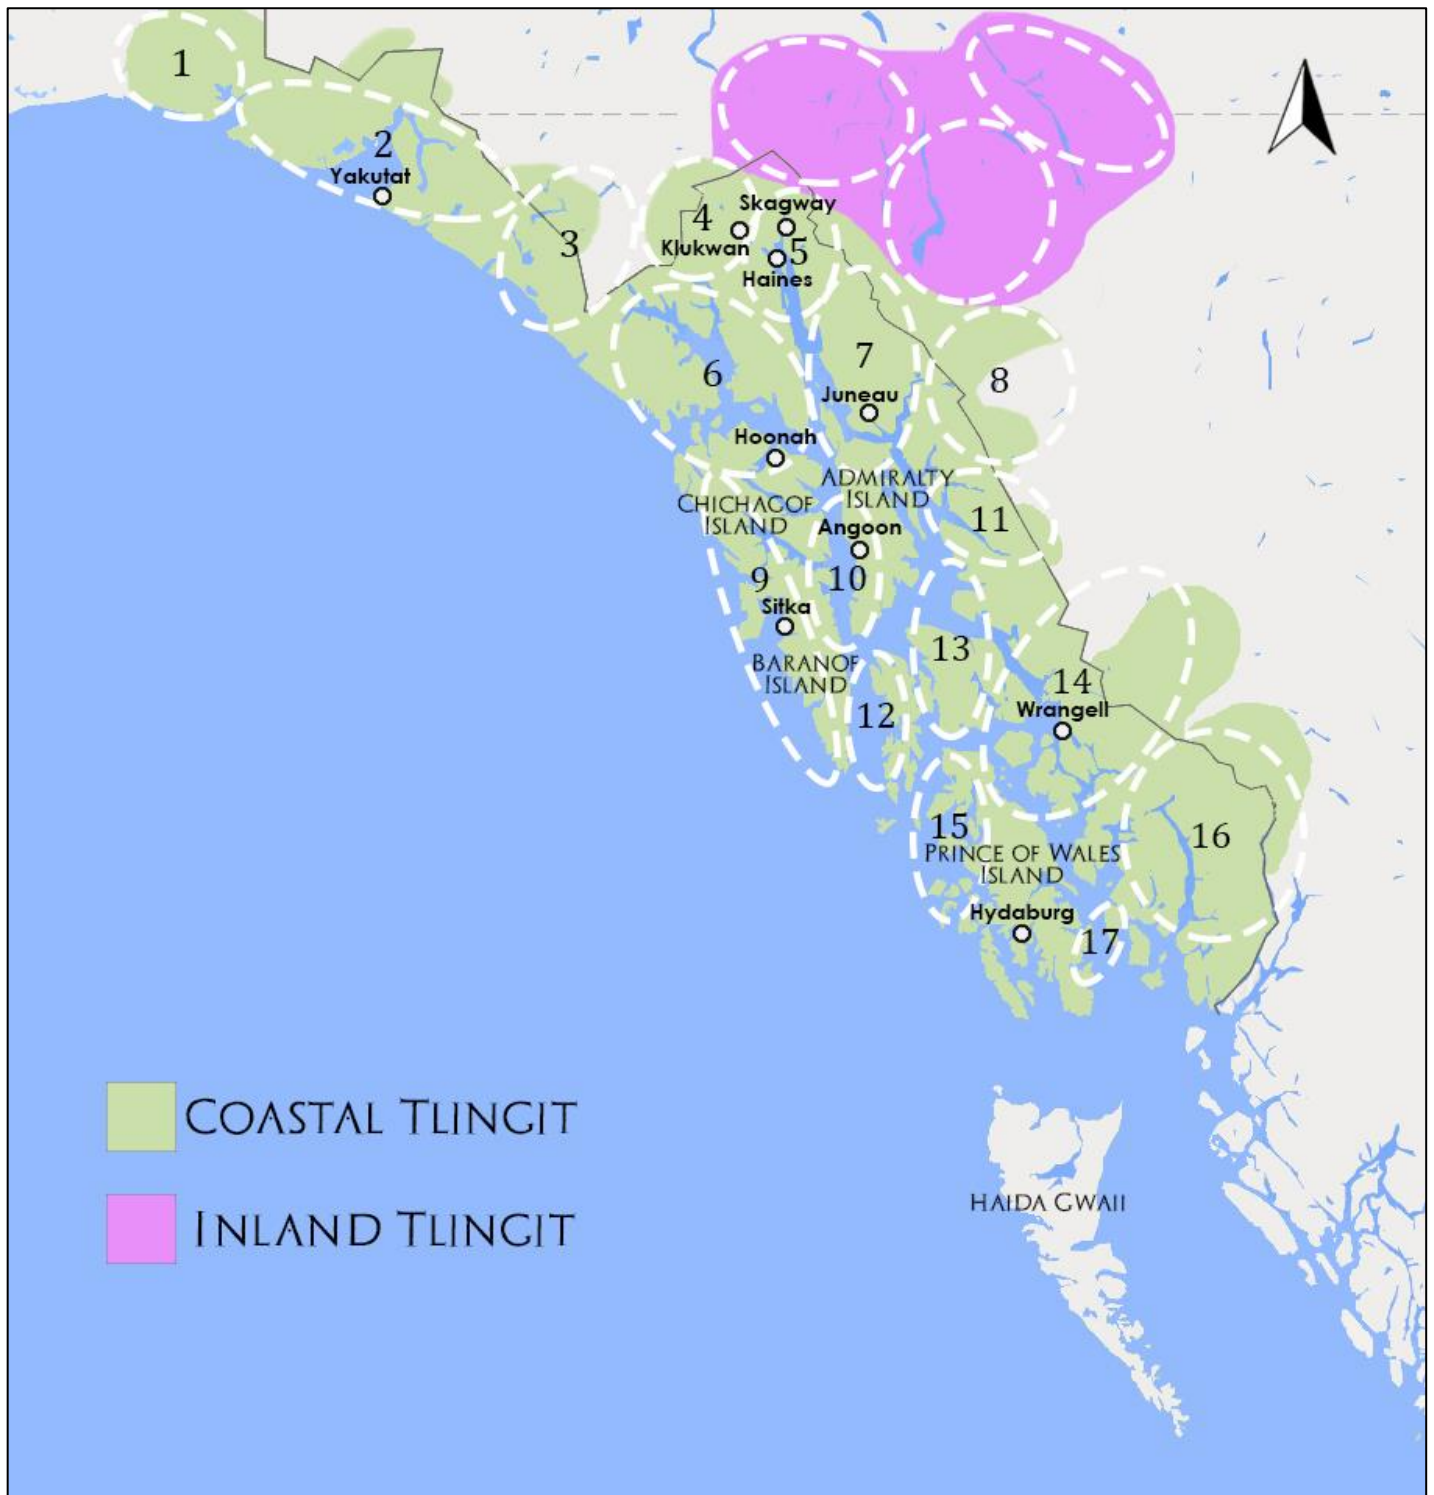 1
2
Yakutat
3
4
Klukwan
Skagway
5
Haines
6
7
Juneau
8
Hoonah
ADMIRALTY
ISLAND
CHICHAGOF
ISLAND
Angoon
11
9
10
Sitka
13
BARANOF
ISLAND
14
Wrangell
12
15
16
PRINCE OF WALES
ISLAND
Hydaburg
17
COASTAL TLINGIT
HAIDA GWAII
INLAND TLINGIT